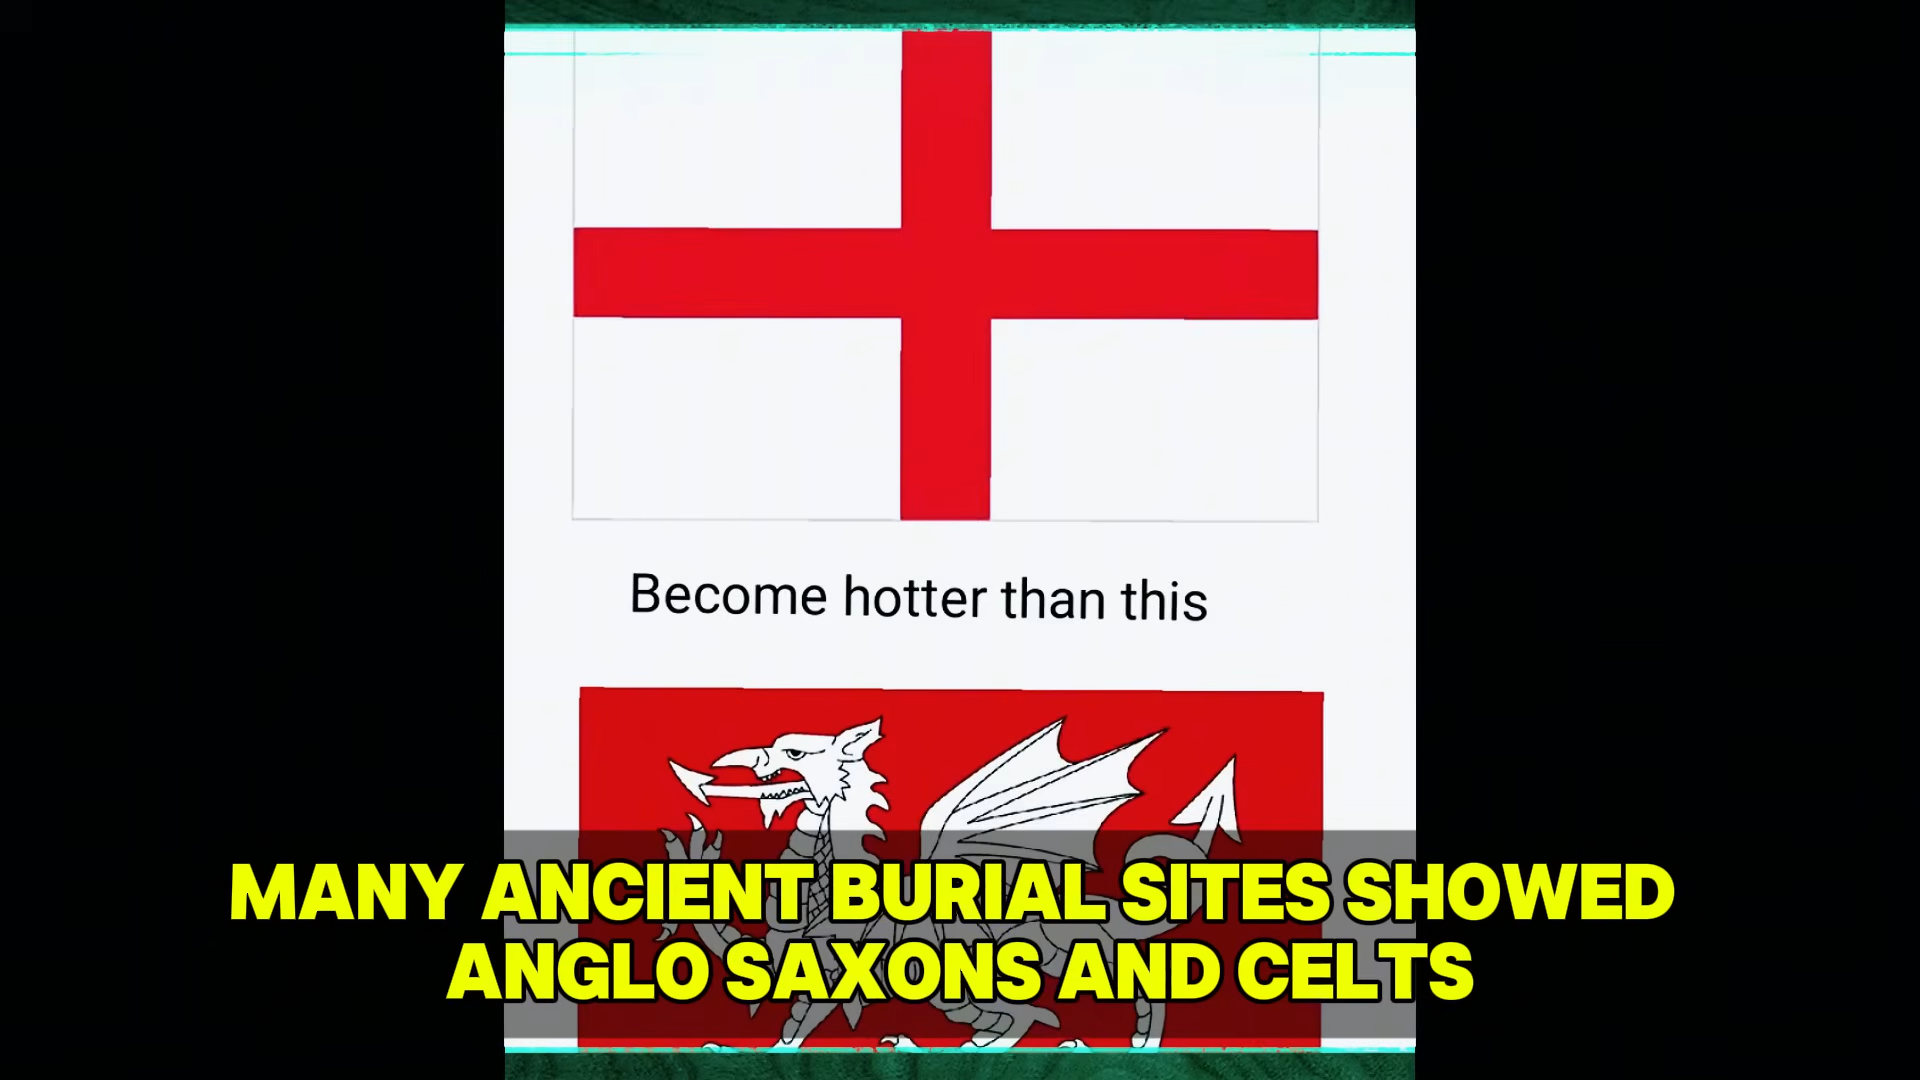 Become hotter than this
MANY ANCIENT BURIAL SITES SHOWED
ANGLO SAXONS AND CELTS